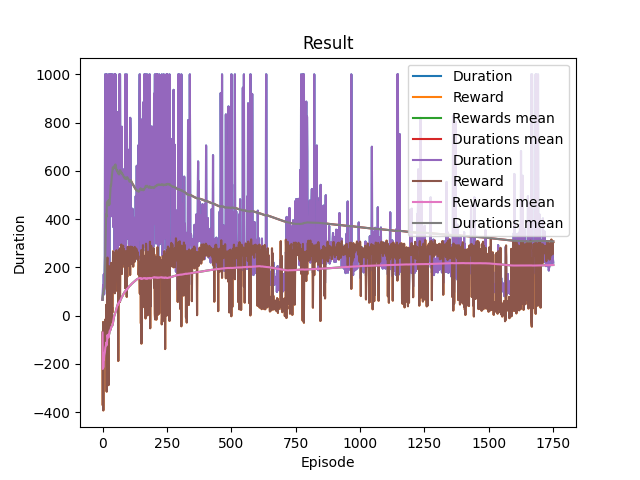 Result
1000
800
600
400
200
0
−200
−400
Duration
0
250
500
750
1000
1250
1500
1750
Episode
Duration
Reward
Rewards mean
Durations mean
Duration
Reward
Rewards mean
Durations mean